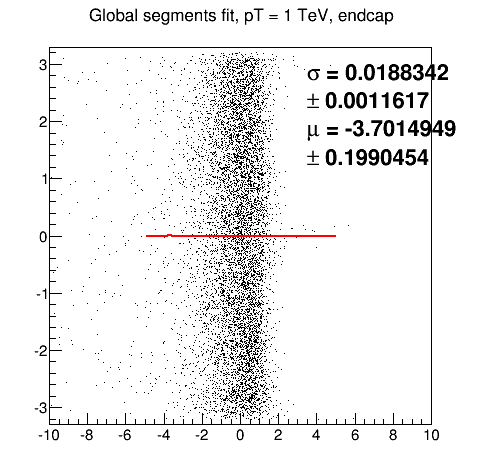 Global segments fit, pT = 1 TeV, endcap
σ = 0.0188342
± 0.0011617
μ = -3.7014949
± 0.1990454
3
2
1
0
-1
-2
-3
-10 -8 -6 -4 -2 0 2 4 6 8 10